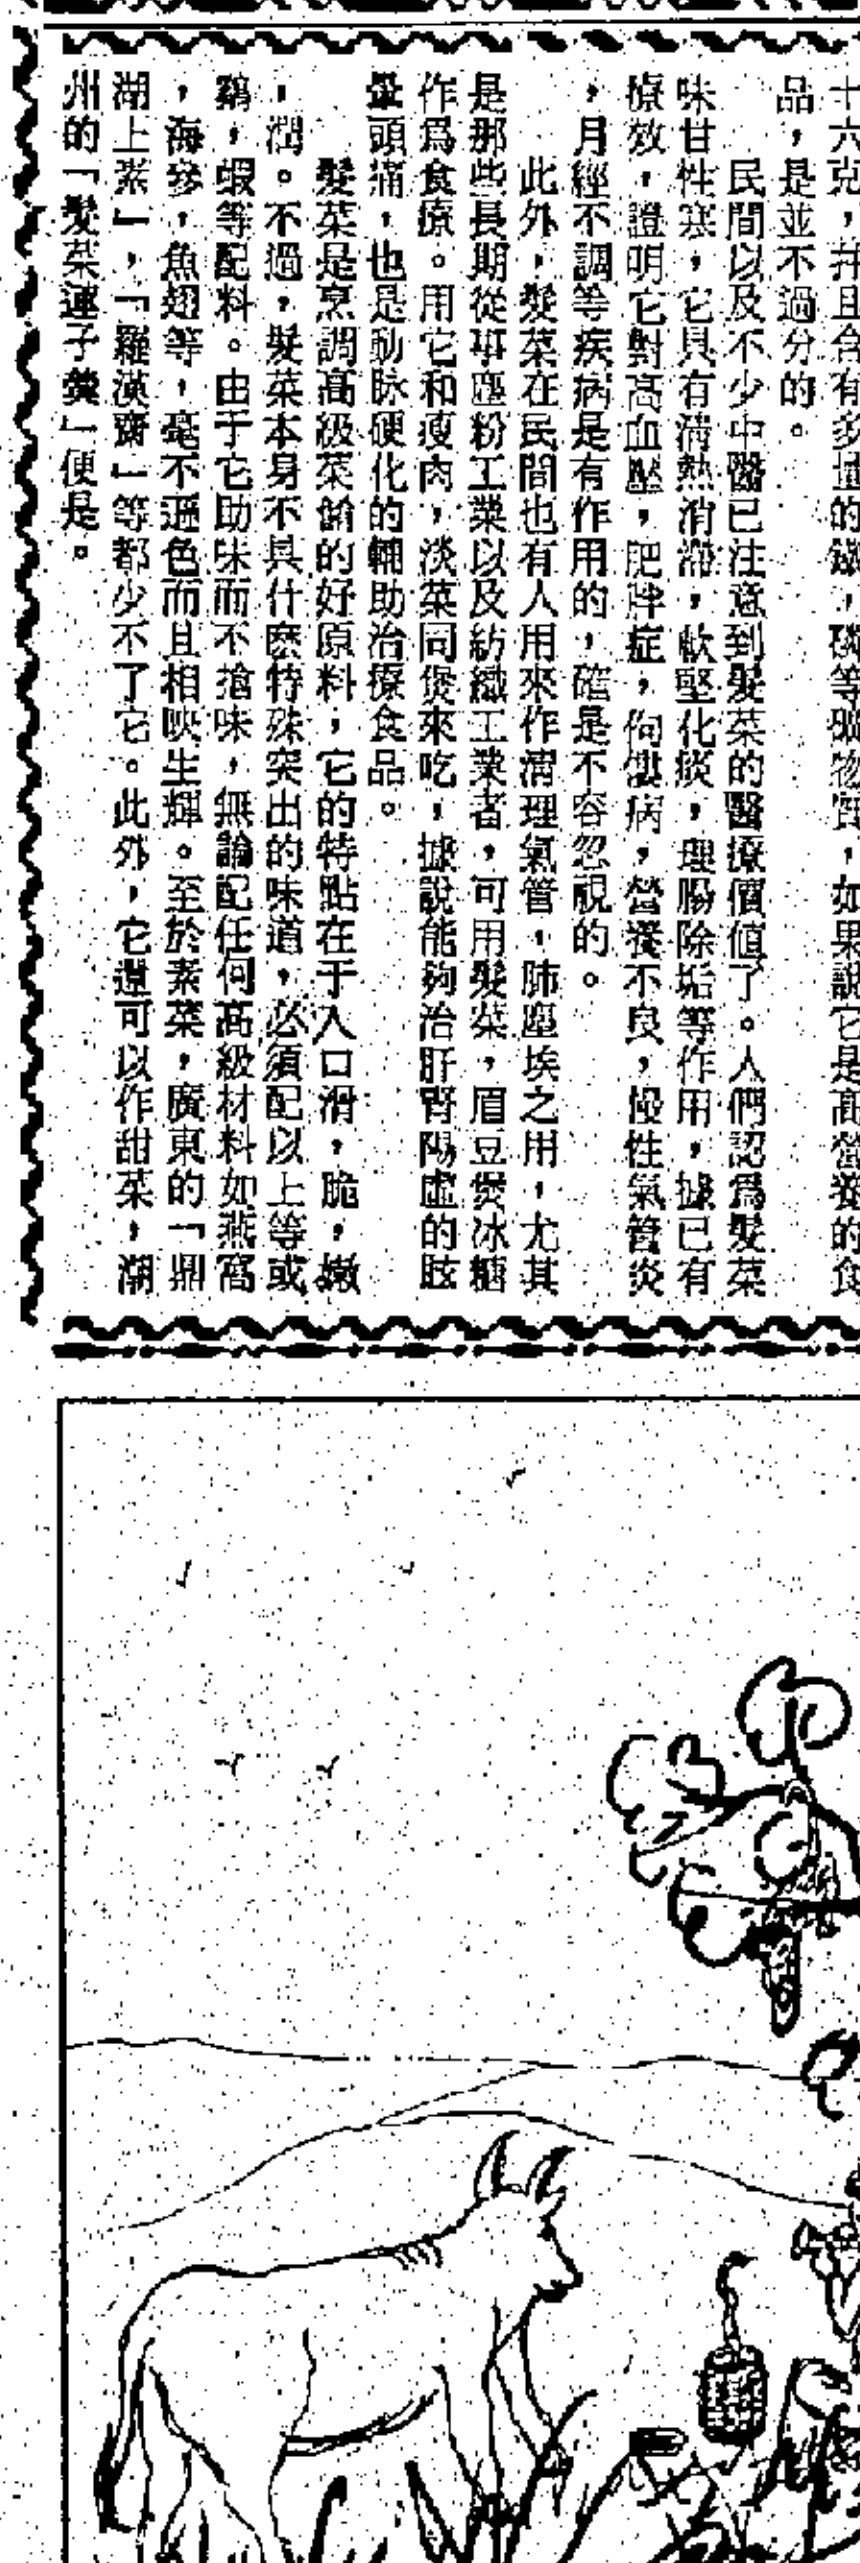 十六克，幷且含有多量的鐵，磷等礦物質，如果說它是高營養的食
品，是並不過分的。
民間以及不少中醫已注意到髮菜的醫療價値了。人們認爲髮菜
味甘性寒，它具有淸熱消滯，軟堅化痰，理腸除垢等作用，據已有
療效，證明它對高血壓，肥胖症，佝僂病，營養不良，慢性氣管炎
，月經不調等疾病是有作用的，確是不容忽視的。
此外，髮菜在民間也有人用來作淸理氣管，肺塵埃之用，尤其
是那些長期從事塵粉工業以及紡織工業者，可用髮菜，眉豆煲冰糖
作爲食療。用它和瘦肉，淡菜同煲來吃，據說能夠治肝腎陽虛的肢
暈頭痛，也是動脉硬化的輔助治療食品。
髮菜是烹調高級菜餚的好原料，它的特點在于入口滑，脆，嫩
，潤。不過，髮菜本身不具什麽特殊突出的味道，必須配以上等或
鷄，蝦等配料。由于它助味而不搶味，無論配任何高級材料如燕窩
，海參，魚翅等，毫不遜色而且相映生輝。至於素菜，廣東的「鼎
湖上素」，「羅漢齋」等都少不了它。此外，它還可以作甜菜，潮
州的「髮菜蓮子羹」便是。